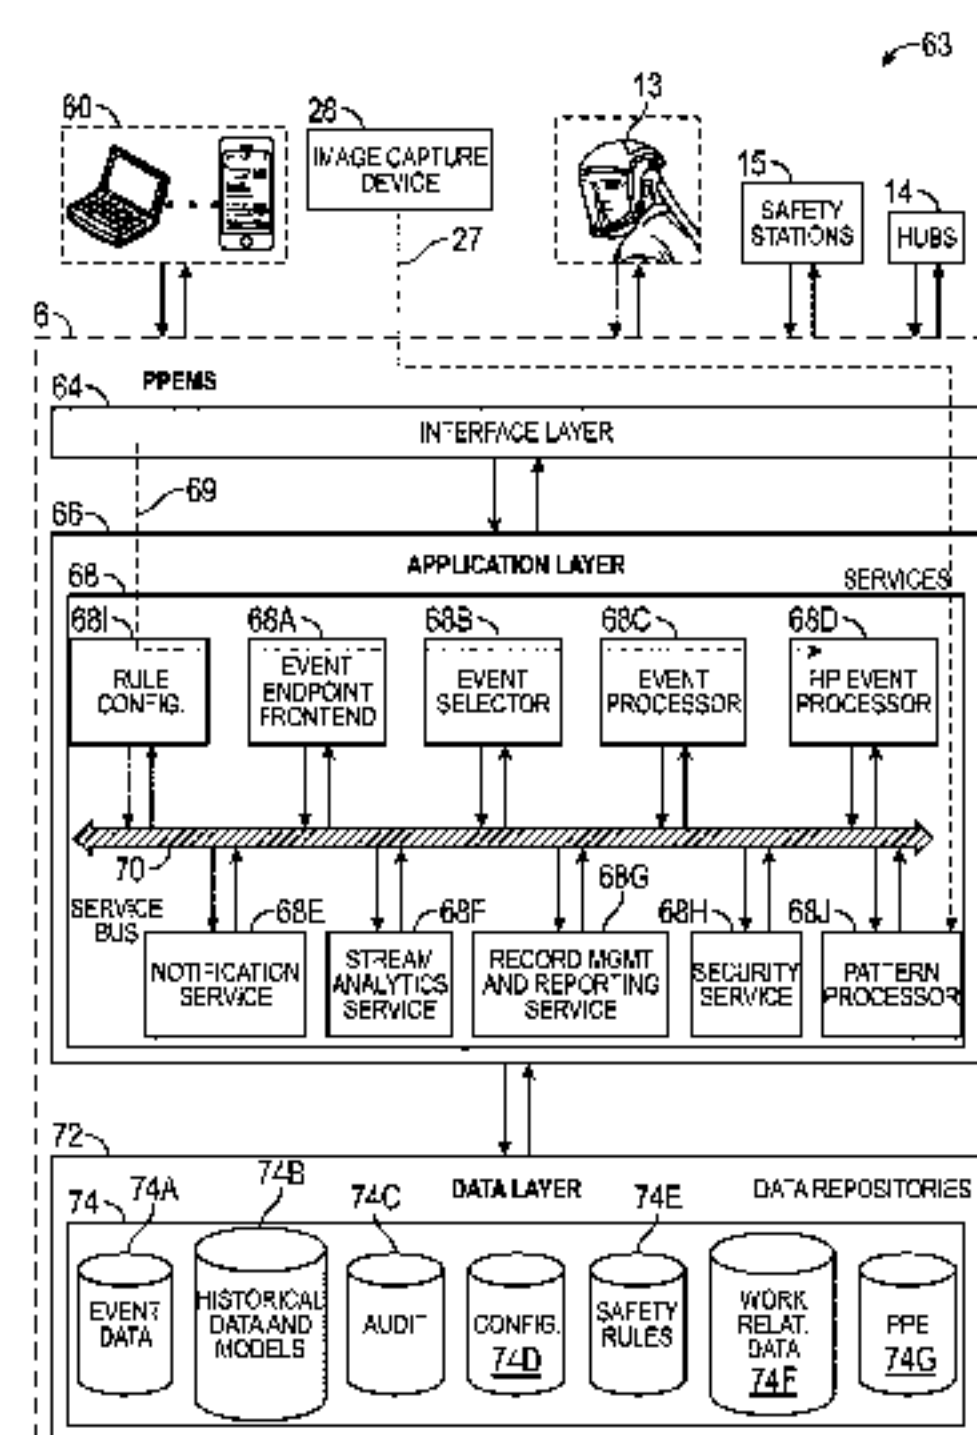 63
60
28
IMAGE CAPTURE
DEVICE
13
15
SAFETY
STATIONS
14
HUBS
27
6
PPEMS
64
INTERFACE LAYER
69
66
APPLICATION LAYER
68
SERVICES
68I
RULE
CONFIG.
68A
EVENT
ENDPOINT
FRONTEND
68B
EVENT
SELECTOR
68C
EVENT
PROCESSOR
68D
HP EVENT
PROCESSOR
70
SERVICE
BUS
68E
NOTIFICATION
SERVICE
68F
STREAM
ANALYTICS
SERVICE
68G
RECORD MGMT
AND REPORTING
SERVICE
68H
SECURITY
SERVICE
68J
PATTERN
PROCESSOR
72
DATA LAYER
DATA REPOSITORIES
74
74A
EVENT
DATA
74B
HISTORICAL
DATA AND
MODELS
74C
AUDIT
CONFIG.
74D
74E
SAFETY
RULES
WORK
RELAT.
DATA
74F
PPE
74G